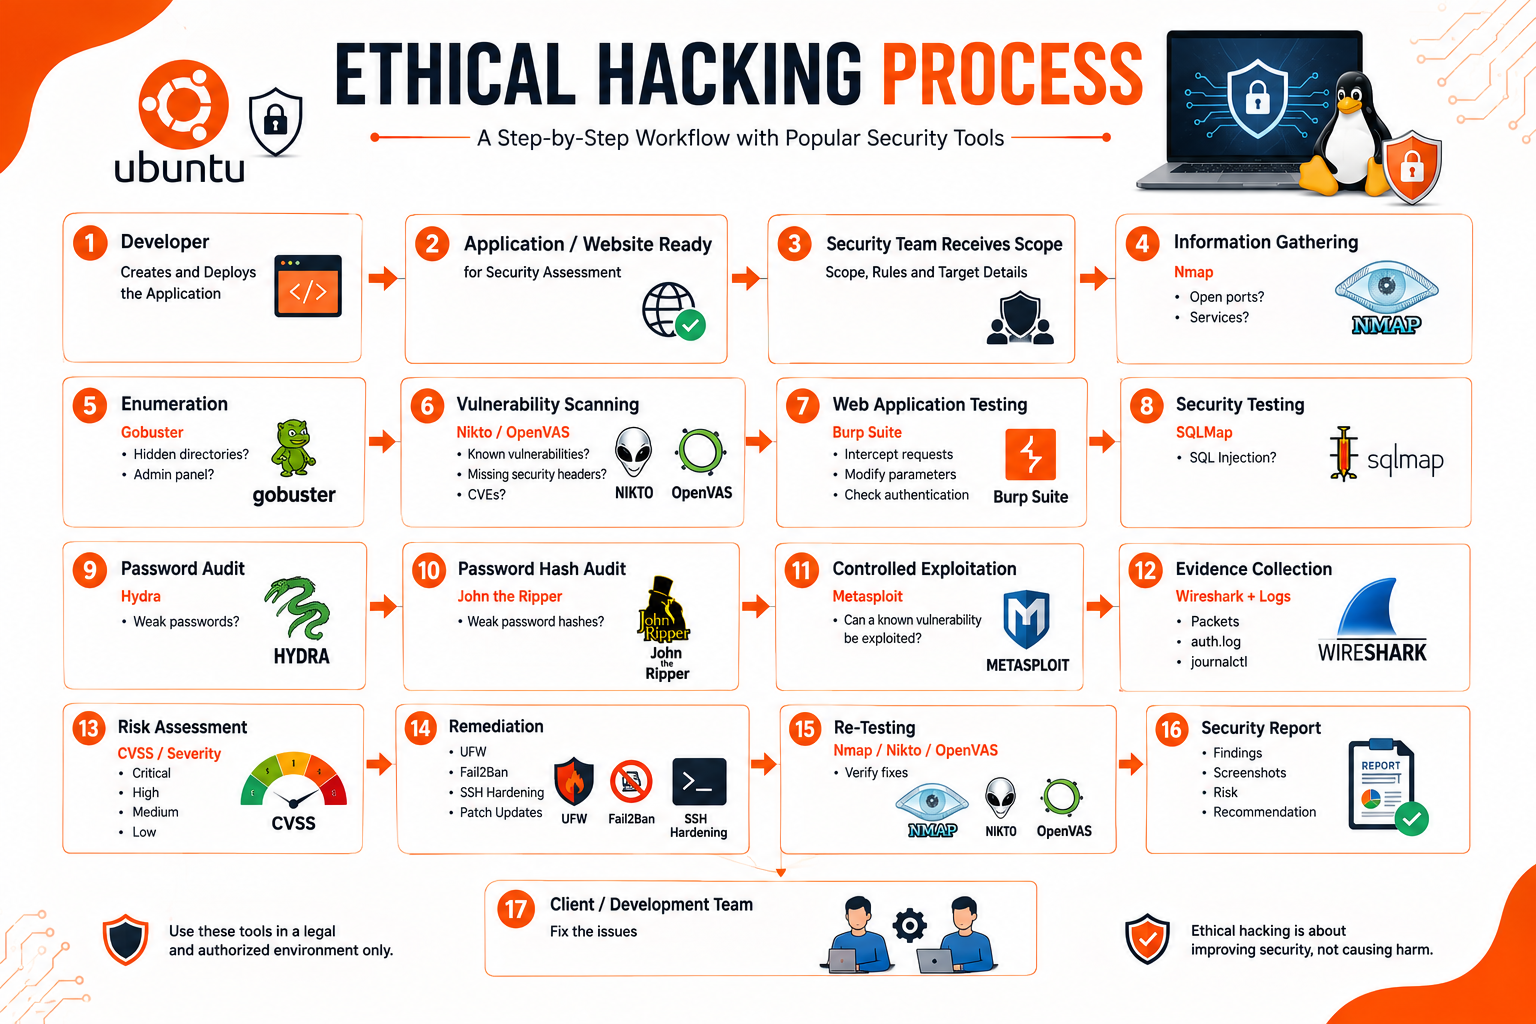 ubuntu
ETHICAL HACKING PROCESS
A Step-by-Step Workflow with Popular Security Tools
1
Developer
Creates and Deploys
the Application
</>
2
Application / Website Ready
for Security Assessment
3
Security Team Receives Scope
Scope, Rules and Target Details
4
Information Gathering
Nmap
• Open ports?
• Services?
NMAP
5
Enumeration
Gobuster
• Hidden directories?
• Admin panel?
gobuster
6
Vulnerability Scanning
Nikto / OpenVAS
• Known vulnerabilities?
• Missing security headers?
• CVEs?
NIKTO
OpenVAS
7
Web Application Testing
Burp Suite
• Intercept requests
• Modify parameters
• Check authentication
Burp Suite
8
Security Testing
SQLMap
• SQL Injection?
sqlmap
9
Password Audit
Hydra
• Weak passwords?
HYDRA
10
Password Hash Audit
John the Ripper
• Weak password hashes?
John
Ripper
John
the
Ripper
11
Controlled Exploitation
Metasploit
• Can a known vulnerability
be exploited?
METASPLOIT
12
Evidence Collection
Wireshark + Logs
• Packets
• auth.log
• journalctl
WIRESHARK
13
Risk Assessment
CVSS / Severity
• Critical
• High
• Medium
• Low
CVSS
14
Remediation
• UFW
• Fail2Ban
• SSH Hardening
• Patch Updates
UFW
Fail2Ban
>_
SSH
Hardening
15
Re-Testing
Nmap / Nikto / OpenVAS
• Verify fixes
NMAP
NIKTO
OpenVAS
16
Security Report
• Findings
• Screenshots
• Risk
• Recommendation
REPORT
17
Client / Development Team
Fix the issues
Use these tools in a legal
and authorized environment only.
Ethical hacking is about
improving security, not causing harm.